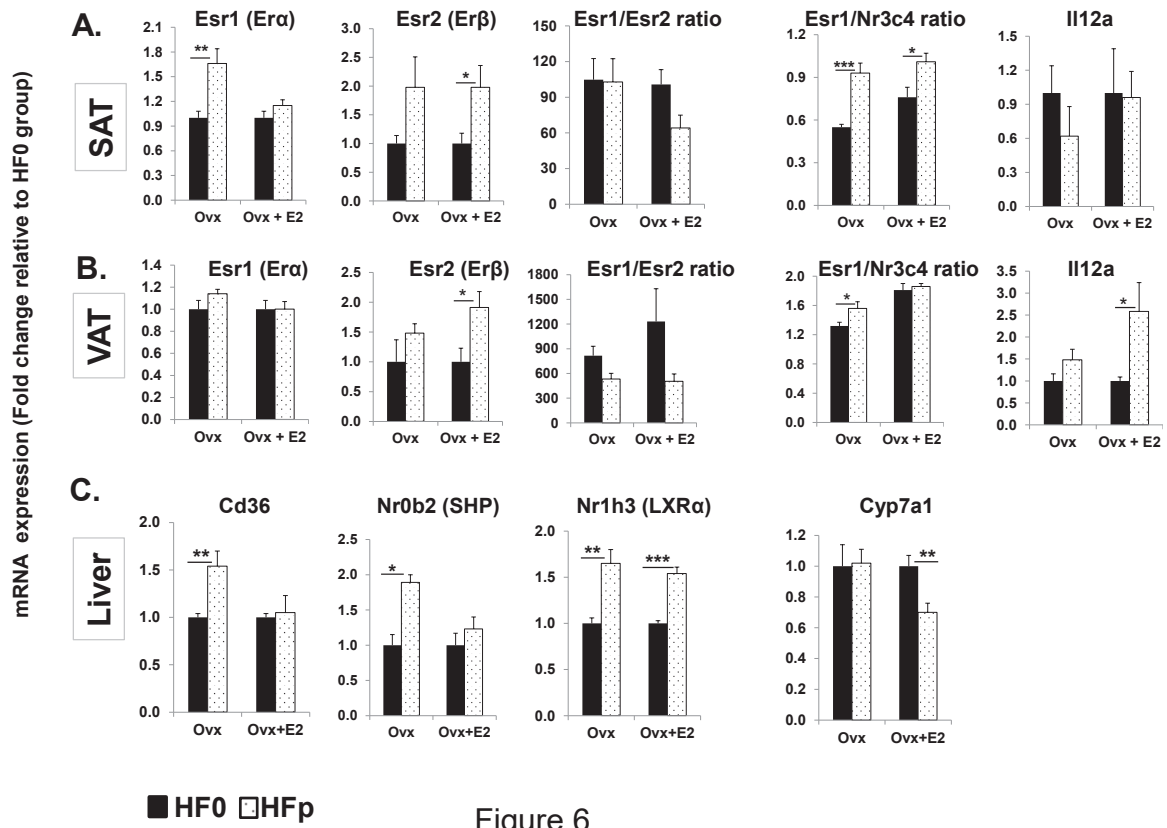 mRNA expression (Fold change relative to HF0 group)
A.
SAT
Esr1 (Erα)
1.8
1.5
1.2
0.9
0.6
0.3
0.0
**
Ovx
Ovx + E2
Esr2 (Erβ)
3.0
2.5
2.0
1.5
1.0
0.5
0.0
*
Ovx
Ovx + E2
Esr1/Esr2 ratio
150
120
90
60
30
0
Ovx
Ovx + E2
Esr1/Nr3c4 ratio
1.2
0.9
0.6
0.3
0.0
***
*
Ovx
Ovx + E2
Il12a
1.5
1.2
0.9
0.6
0.3
0.0
Ovx
Ovx + E2
B.
VAT
Esr1 (Erα)
1.4
1.2
1.0
0.8
0.6
0.4
0.2
0.0
Ovx
Ovx + E2
Esr2 (Erβ)
2.5
2.0
1.5
1.0
0.5
0.0
*
Ovx
Ovx + E2
Esr1/Esr2 ratio
1800
1500
1200
900
600
300
0
Ovx
Ovx + E2
Esr1/Nr3c4 ratio
2.0
1.6
1.2
0.8
0.4
0.0
*
Ovx
Ovx + E2
Il12a
3.5
3.0
2.5
2.0
1.5
1.0
0.5
0.0
*
Ovx
Ovx + E2
C.
Liver
Cd36
2.0
1.5
1.0
0.5
0.0
**
Ovx
Ovx+E2
Nr0b2 (SHP)
2.5
2.0
1.5
1.0
0.5
0.0
*
Ovx
Ovx+E2
Nr1h3 (LXRα)
2.0
1.5
1.0
0.5
0.0
**
***
Ovx
Ovx+E2
Cyp7a1
1.2
1.0
0.8
0.6
0.4
0.2
0.0
**
Ovx
Ovx+E2
HF0 HFp
Figure 6